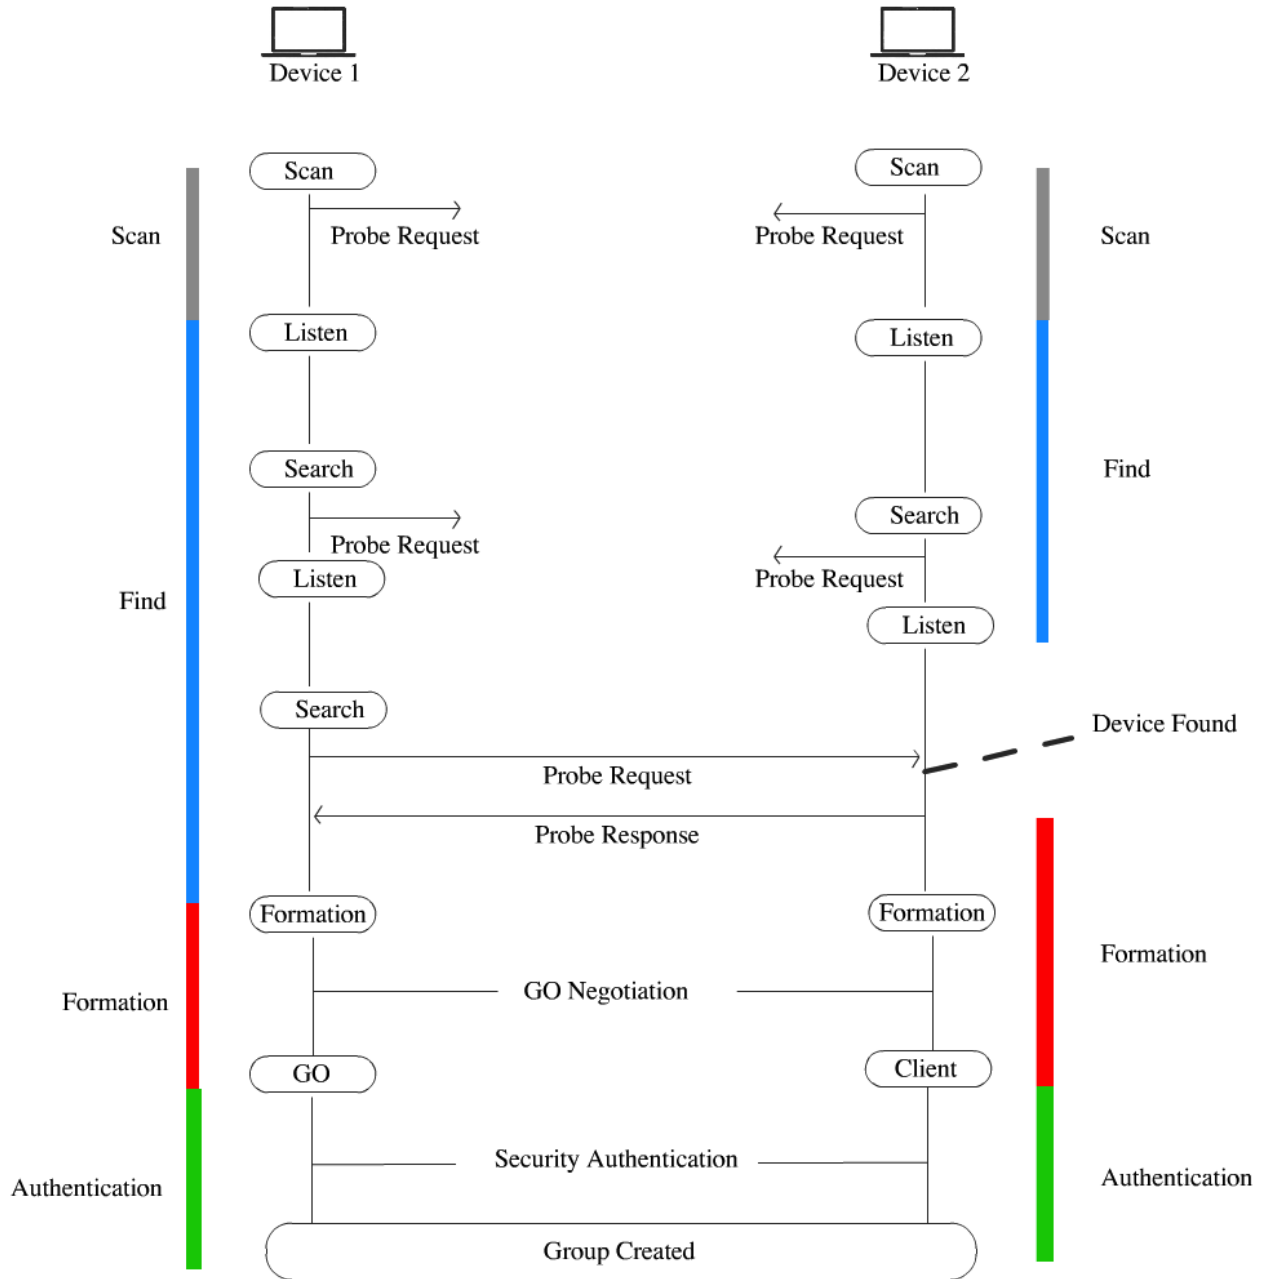 Device 1
Device 2
Scan
Scan
Probe Request
Probe Request
Scan
Scan
Listen
Listen
Search
Find
Search
Probe Request
Probe Request
Listen
Find
Listen
Search
Device Found
Probe Request
Probe Response
Formation
Formation
Formation
GO Negotiation
Formation
GO
Client
Security Authentication
Authentication
Authentication
Group Created